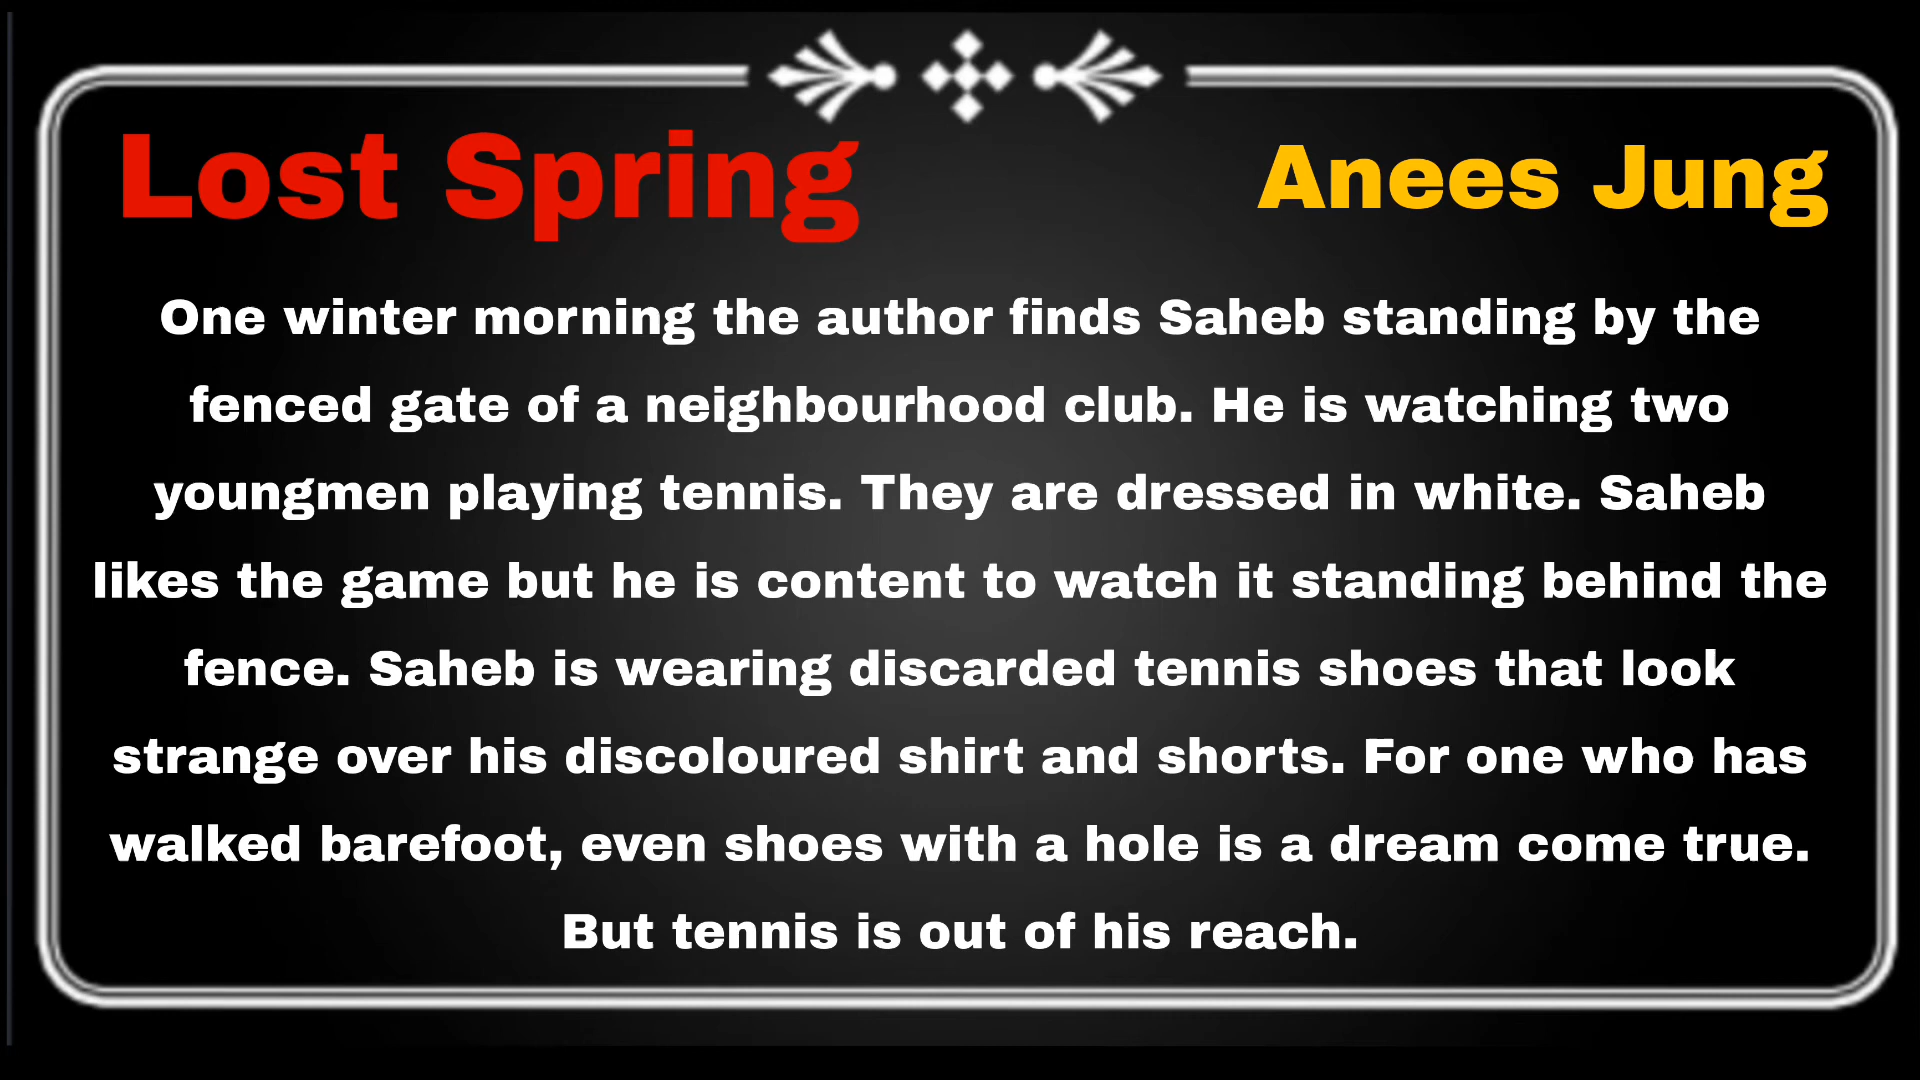 Lost Spring
Anees Jung
One winter morning the author finds Saheb standing by the
fenced gate of a neighbourhood club. He is watching two
youngmen playing tennis. They are dressed in white. Saheb
likes the game but he is content to watch it standing behind the
fence. Saheb is wearing discarded tennis shoes that look
strange over his discoloured shirt and shorts. For one who has
walked barefoot, even shoes with a hole is a dream come true.
But tennis is out of his reach.